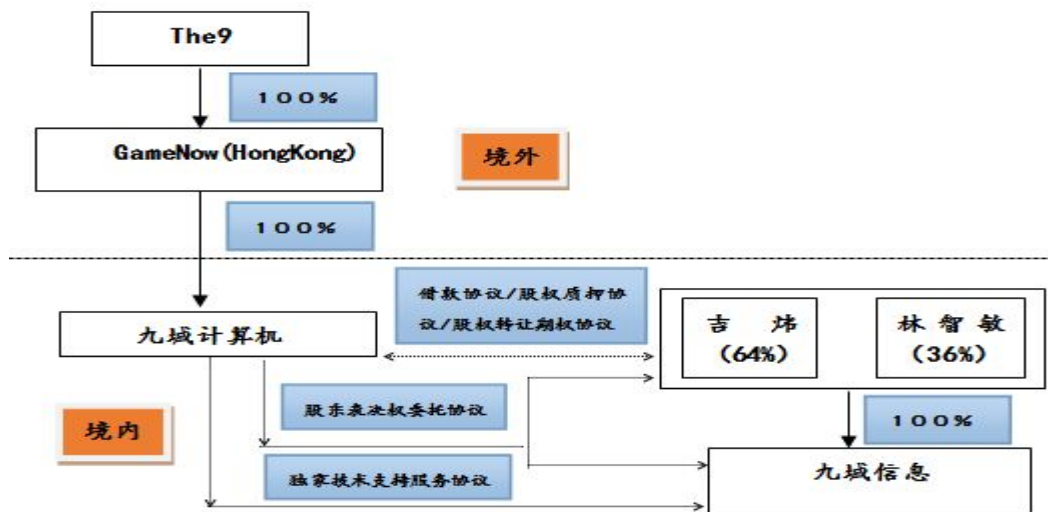 The9
100%
GameNow(HongKong)
境外
100%
借款协议/股权质押协
议/股权转让期权协议
九城计算机
吉 炜
(64%)
林智敏
(36%)
股东表决权委托协议
境内
100%
独家技术支持服务协议
九城信息